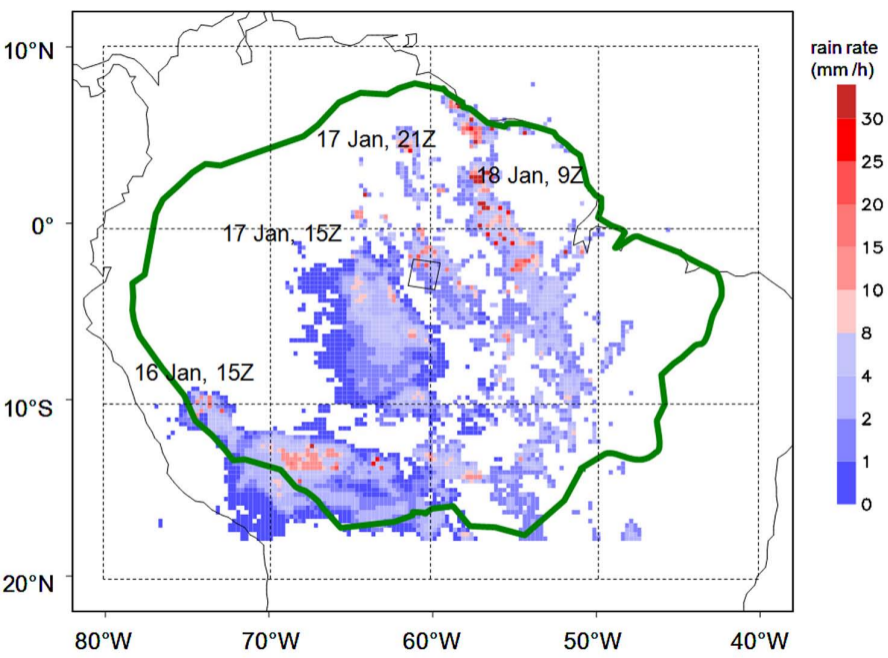 10°N
0°
10°S
20°N
80°W
70°W
60°W
50°W
40°W
17 Jan, 21Z
18 Jan, 9Z
17 Jan, 15Z
16 Jan, 15Z
rain rate
(mm/h)
30
25
20
15
10
8
4
2
1
0